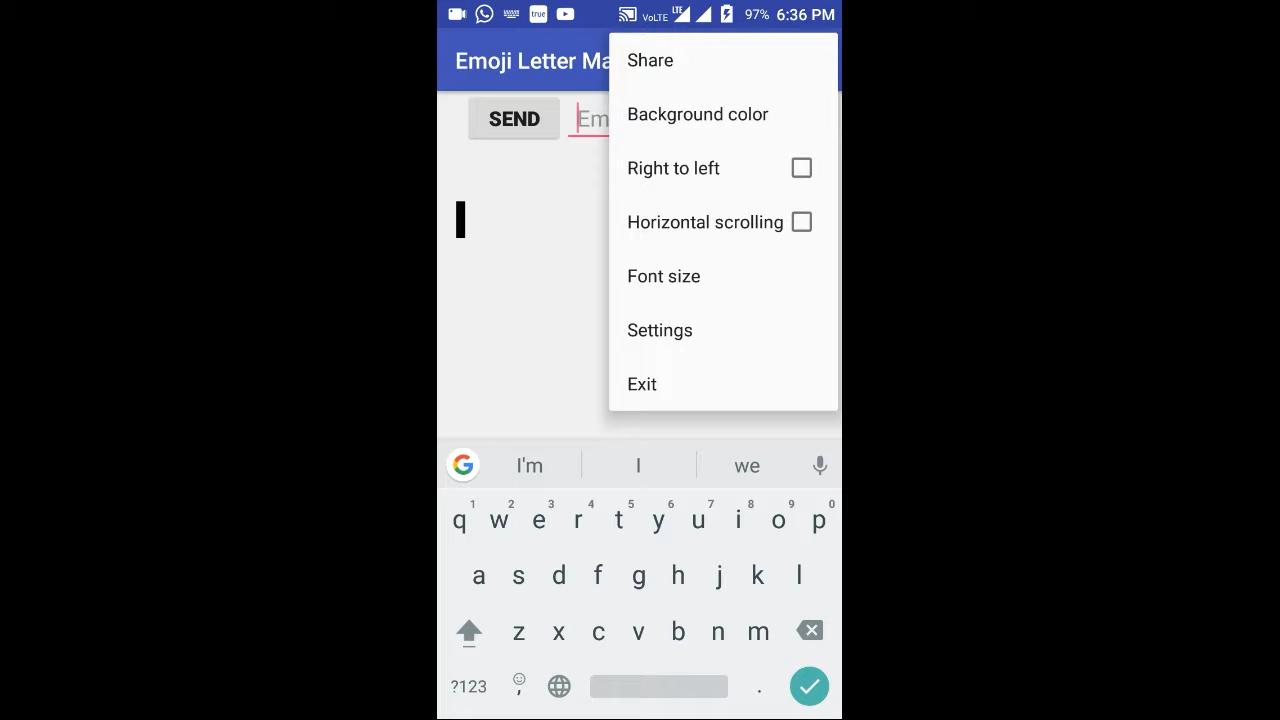 true VoLTE LTE 97% 6:36 PM
Emoji Letter Ma
Share
SEND Em
Background color
Right to left
Horizontal scrolling
Font size
Settings
Exit
G I'm I we
1 2 3 4 5 6 7 8 9 0
q w e r t y u i o p
a s d f g h j k l
z x c v b n m
?123 , .